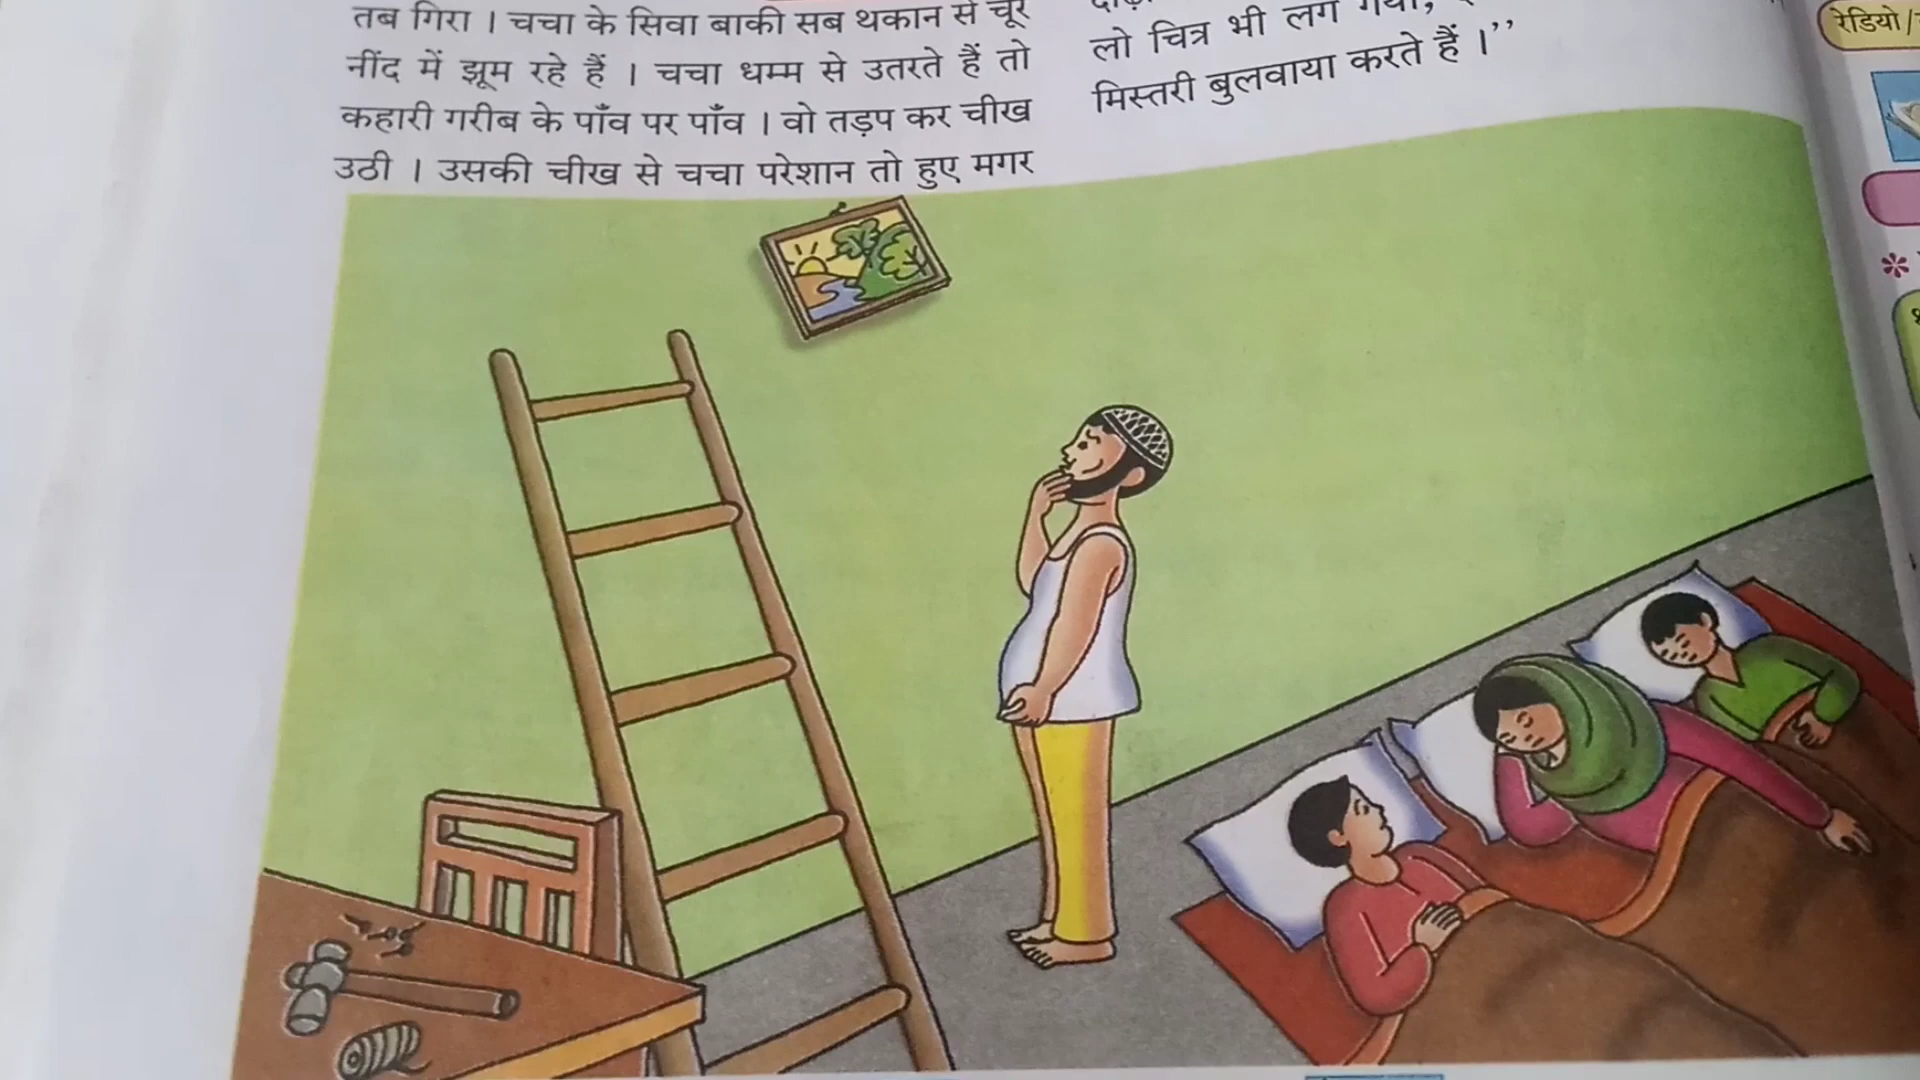 तब गिरा । चचा के सिवा बाकी सब थकान से चूर
नींद में झूम रहे हैं । चचा धम्म से उतरते हैं तो
कहारी गरीब के पाँव पर पाँव । वो तड़प कर चीख
उठी । उसकी चीख से चचा परेशान तो हुए मगर
लो चित्र भी लग गया,
मिस्तरी बुलवाया करते हैं ।’’
रेडियो/